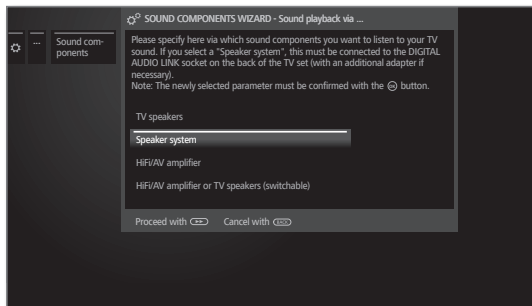 SOUND COMPONENTS WIZARD - Sound playback via ...
...
Sound com-
ponents
Please specify here via which sound components you want to listen to your TV
sound. If you select a "Speaker system", this must be connected to the DIGITAL
AUDIO LINK socket on the back of the TV set (with an additional adapter if
necessary).
Note: The newly selected parameter must be confirmed with the OK button.
TV speakers
Speaker system
HiFi/AV amplifier
HiFi/AV amplifier or TV speakers (switchable)
Proceed with Cancel with BACK